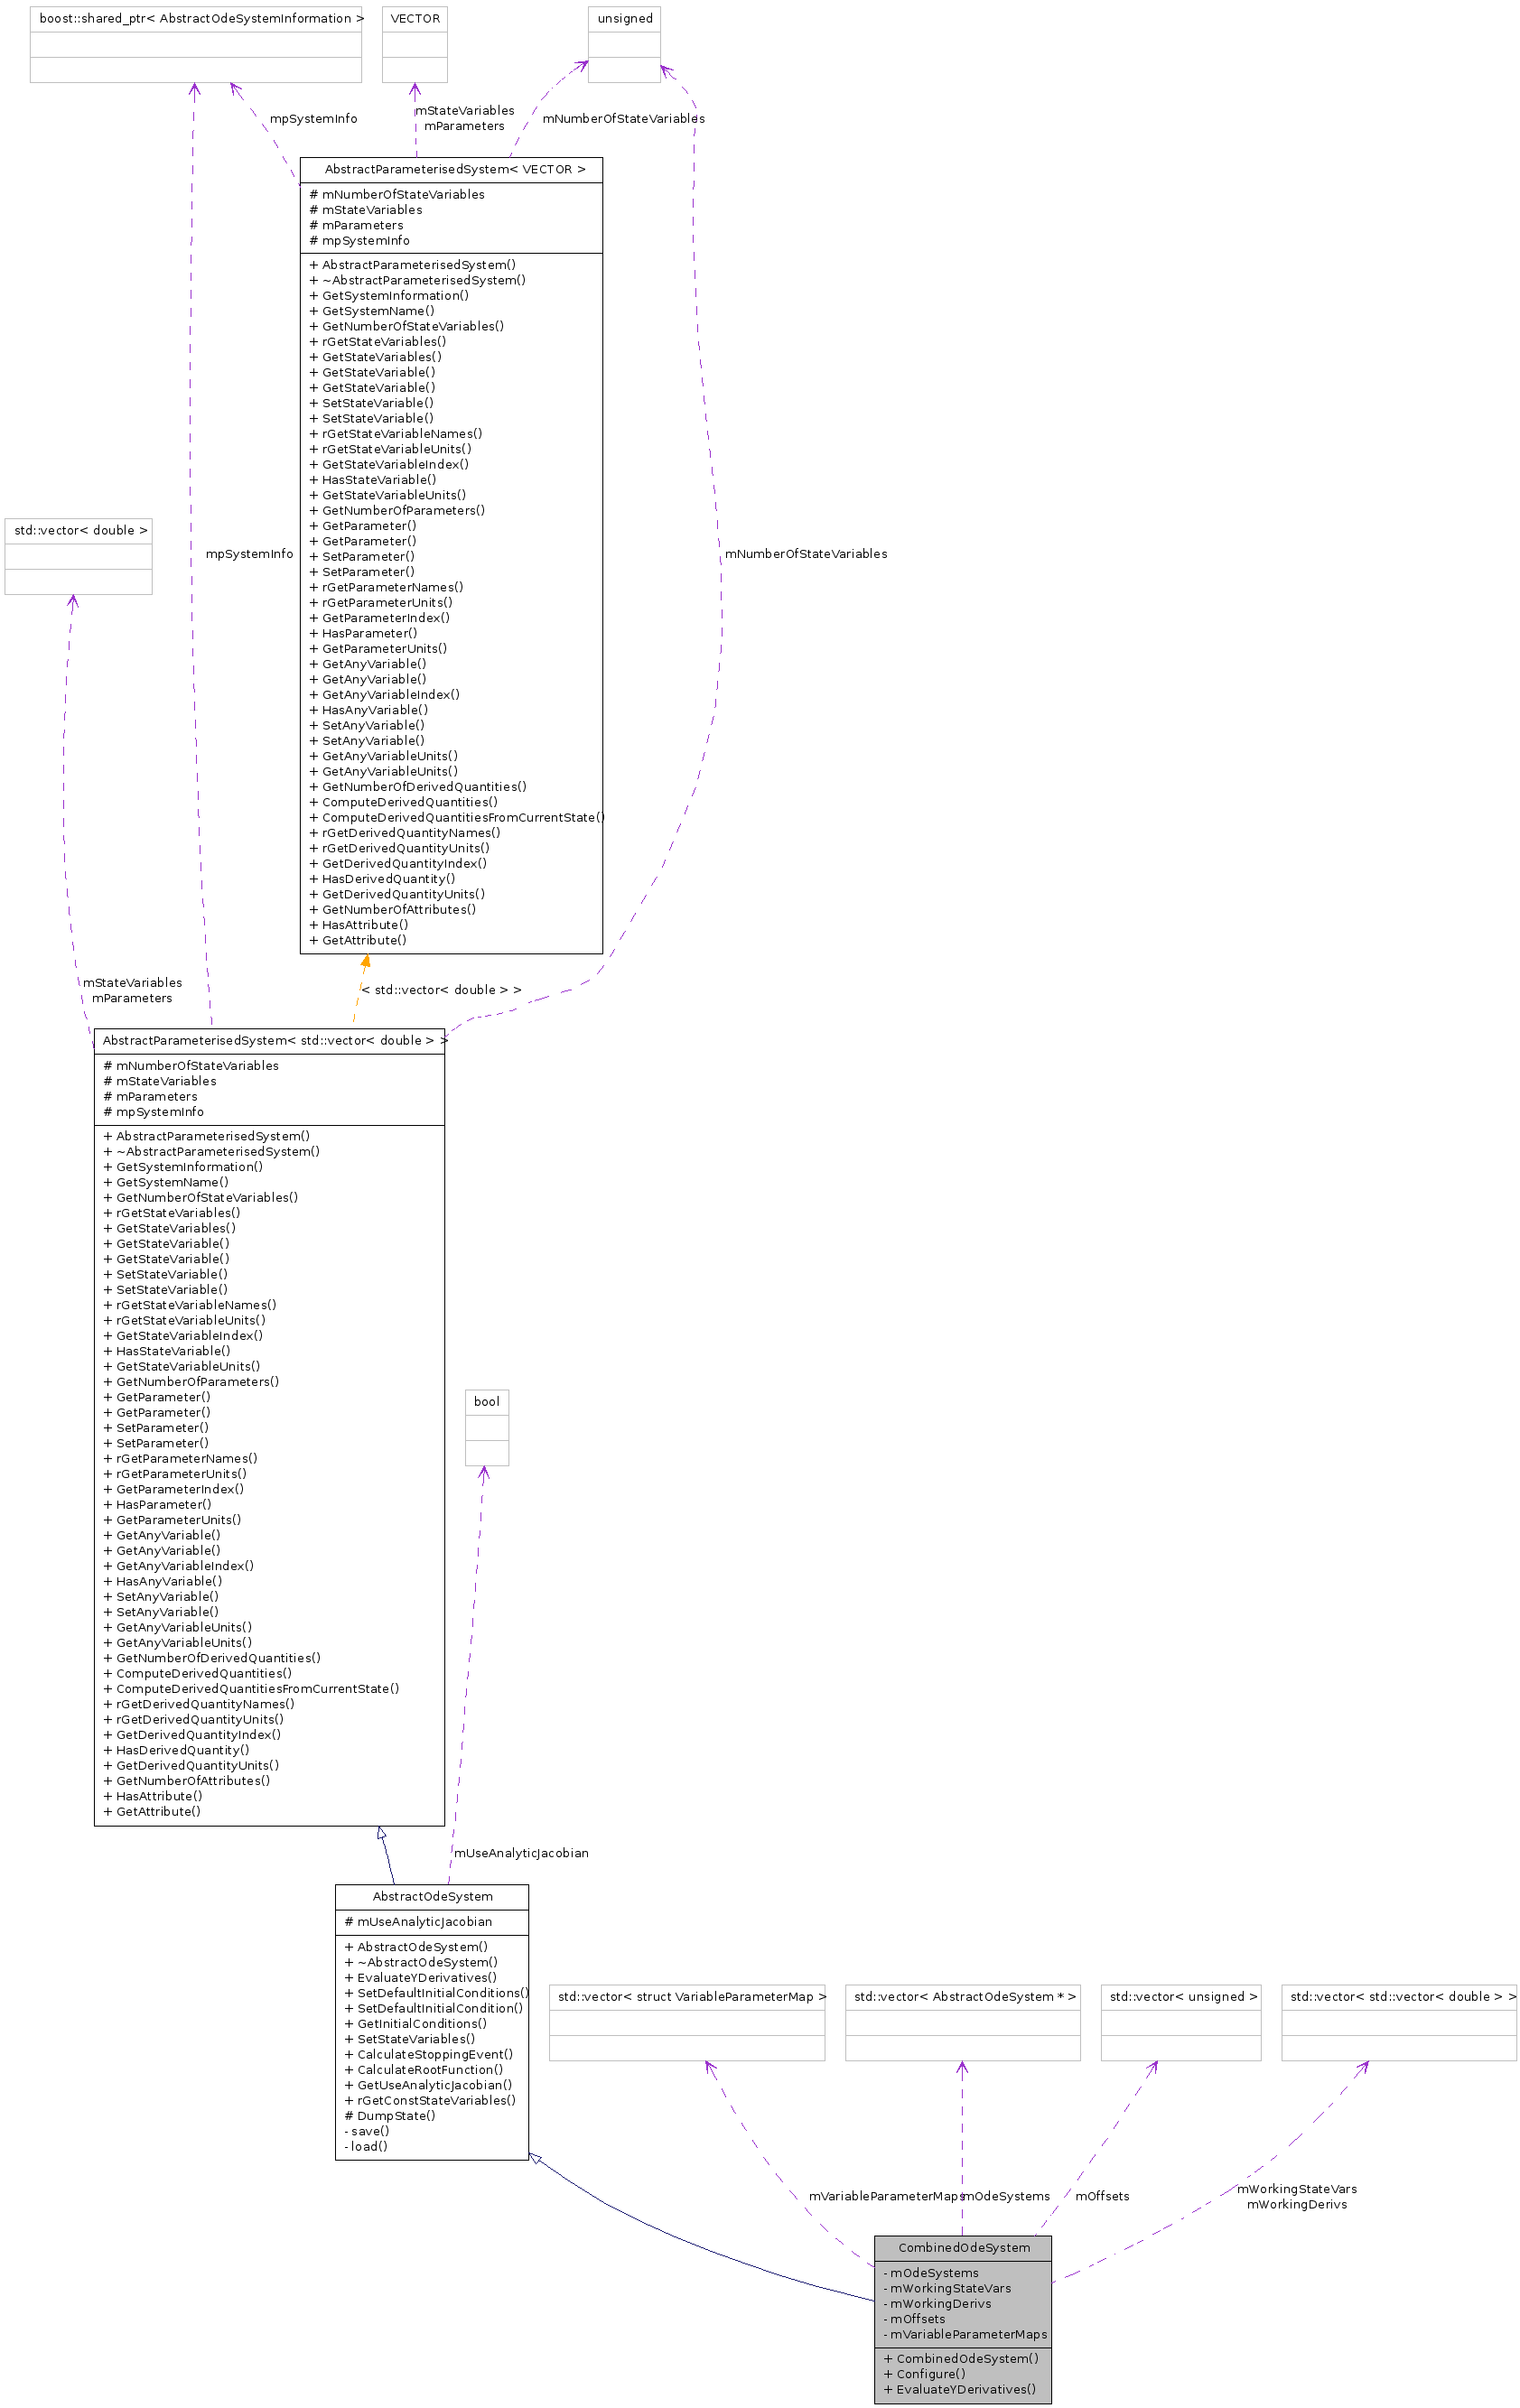 boost::shared_ptr< AbstractOdeSystemInformation >
VECTOR
unsigned
mpSystemInfo
mStateVariables
mParameters
mNumberOfStateVariables
AbstractParameterisedSystem< VECTOR >
# mNumberOfStateVariables
# mStateVariables
# mParameters
# mpSystemInfo
+ AbstractParameterisedSystem()
+ ~AbstractParameterisedSystem()
+ GetSystemInformation()
+ GetSystemName()
+ GetNumberOfStateVariables()
+ rGetStateVariables()
+ GetStateVariables()
+ GetStateVariable()
+ GetStateVariable()
+ SetStateVariable()
+ SetStateVariable()
+ rGetStateVariableNames()
+ rGetStateVariableUnits()
+ GetStateVariableIndex()
+ HasStateVariable()
+ GetStateVariableUnits()
+ GetNumberOfParameters()
+ GetParameter()
+ GetParameter()
+ SetParameter()
+ SetParameter()
+ rGetParameterNames()
+ rGetParameterUnits()
+ GetParameterIndex()
+ HasParameter()
+ GetParameterUnits()
+ GetAnyVariable()
+ GetAnyVariable()
+ GetAnyVariableIndex()
+ HasAnyVariable()
+ SetAnyVariable()
+ SetAnyVariable()
+ GetAnyVariableUnits()
+ GetAnyVariableUnits()
+ GetNumberOfDerivedQuantities()
+ ComputeDerivedQuantities()
+ ComputeDerivedQuantitiesFromCurrentState()
+ rGetDerivedQuantityNames()
+ rGetDerivedQuantityUnits()
+ GetDerivedQuantityIndex()
+ HasDerivedQuantity()
+ GetDerivedQuantityUnits()
+ GetNumberOfAttributes()
+ HasAttribute()
+ GetAttribute()
std::vector< double >
mpSystemInfo
mNumberOfStateVariables
mStateVariables
mParameters
< std::vector< double > >
AbstractParameterisedSystem< std::vector< double > >
# mNumberOfStateVariables
# mStateVariables
# mParameters
# mpSystemInfo
+ AbstractParameterisedSystem()
+ ~AbstractParameterisedSystem()
+ GetSystemInformation()
+ GetSystemName()
+ GetNumberOfStateVariables()
+ rGetStateVariables()
+ GetStateVariables()
+ GetStateVariable()
+ GetStateVariable()
+ SetStateVariable()
+ SetStateVariable()
+ rGetStateVariableNames()
+ rGetStateVariableUnits()
+ GetStateVariableIndex()
+ HasStateVariable()
+ GetStateVariableUnits()
+ GetNumberOfParameters()
+ GetParameter()
+ GetParameter()
+ SetParameter()
+ SetParameter()
+ rGetParameterNames()
+ rGetParameterUnits()
+ GetParameterIndex()
+ HasParameter()
+ GetParameterUnits()
+ GetAnyVariable()
+ GetAnyVariable()
+ GetAnyVariableIndex()
+ HasAnyVariable()
+ SetAnyVariable()
+ SetAnyVariable()
+ GetAnyVariableUnits()
+ GetAnyVariableUnits()
+ GetNumberOfDerivedQuantities()
+ ComputeDerivedQuantities()
+ ComputeDerivedQuantitiesFromCurrentState()
+ rGetDerivedQuantityNames()
+ rGetDerivedQuantityUnits()
+ GetDerivedQuantityIndex()
+ HasDerivedQuantity()
+ GetDerivedQuantityUnits()
+ GetNumberOfAttributes()
+ HasAttribute()
+ GetAttribute()
bool
mUseAnalyticJacobian
AbstractOdeSystem
# mUseAnalyticJacobian
+ AbstractOdeSystem()
+ ~AbstractOdeSystem()
+ EvaluateYDerivatives()
+ SetDefaultInitialConditions()
+ SetDefaultInitialCondition()
+ GetInitialConditions()
+ SetStateVariables()
+ CalculateStoppingEvent()
+ CalculateRootFunction()
+ GetUseAnalyticJacobian()
+ rGetConstStateVariables()
# DumpState()
- save()
- load()
std::vector< struct VariableParameterMap >
std::vector< AbstractOdeSystem * >
std::vector< unsigned >
std::vector< std::vector< double > >
mVariableParameterMaps
mOdeSystems
mOffsets
mWorkingStateVars
mWorkingDerivs
CombinedOdeSystem
- mOdeSystems
- mWorkingStateVars
- mWorkingDerivs
- mOffsets
- mVariableParameterMaps
+ CombinedOdeSystem()
+ Configure()
+ EvaluateYDerivatives()